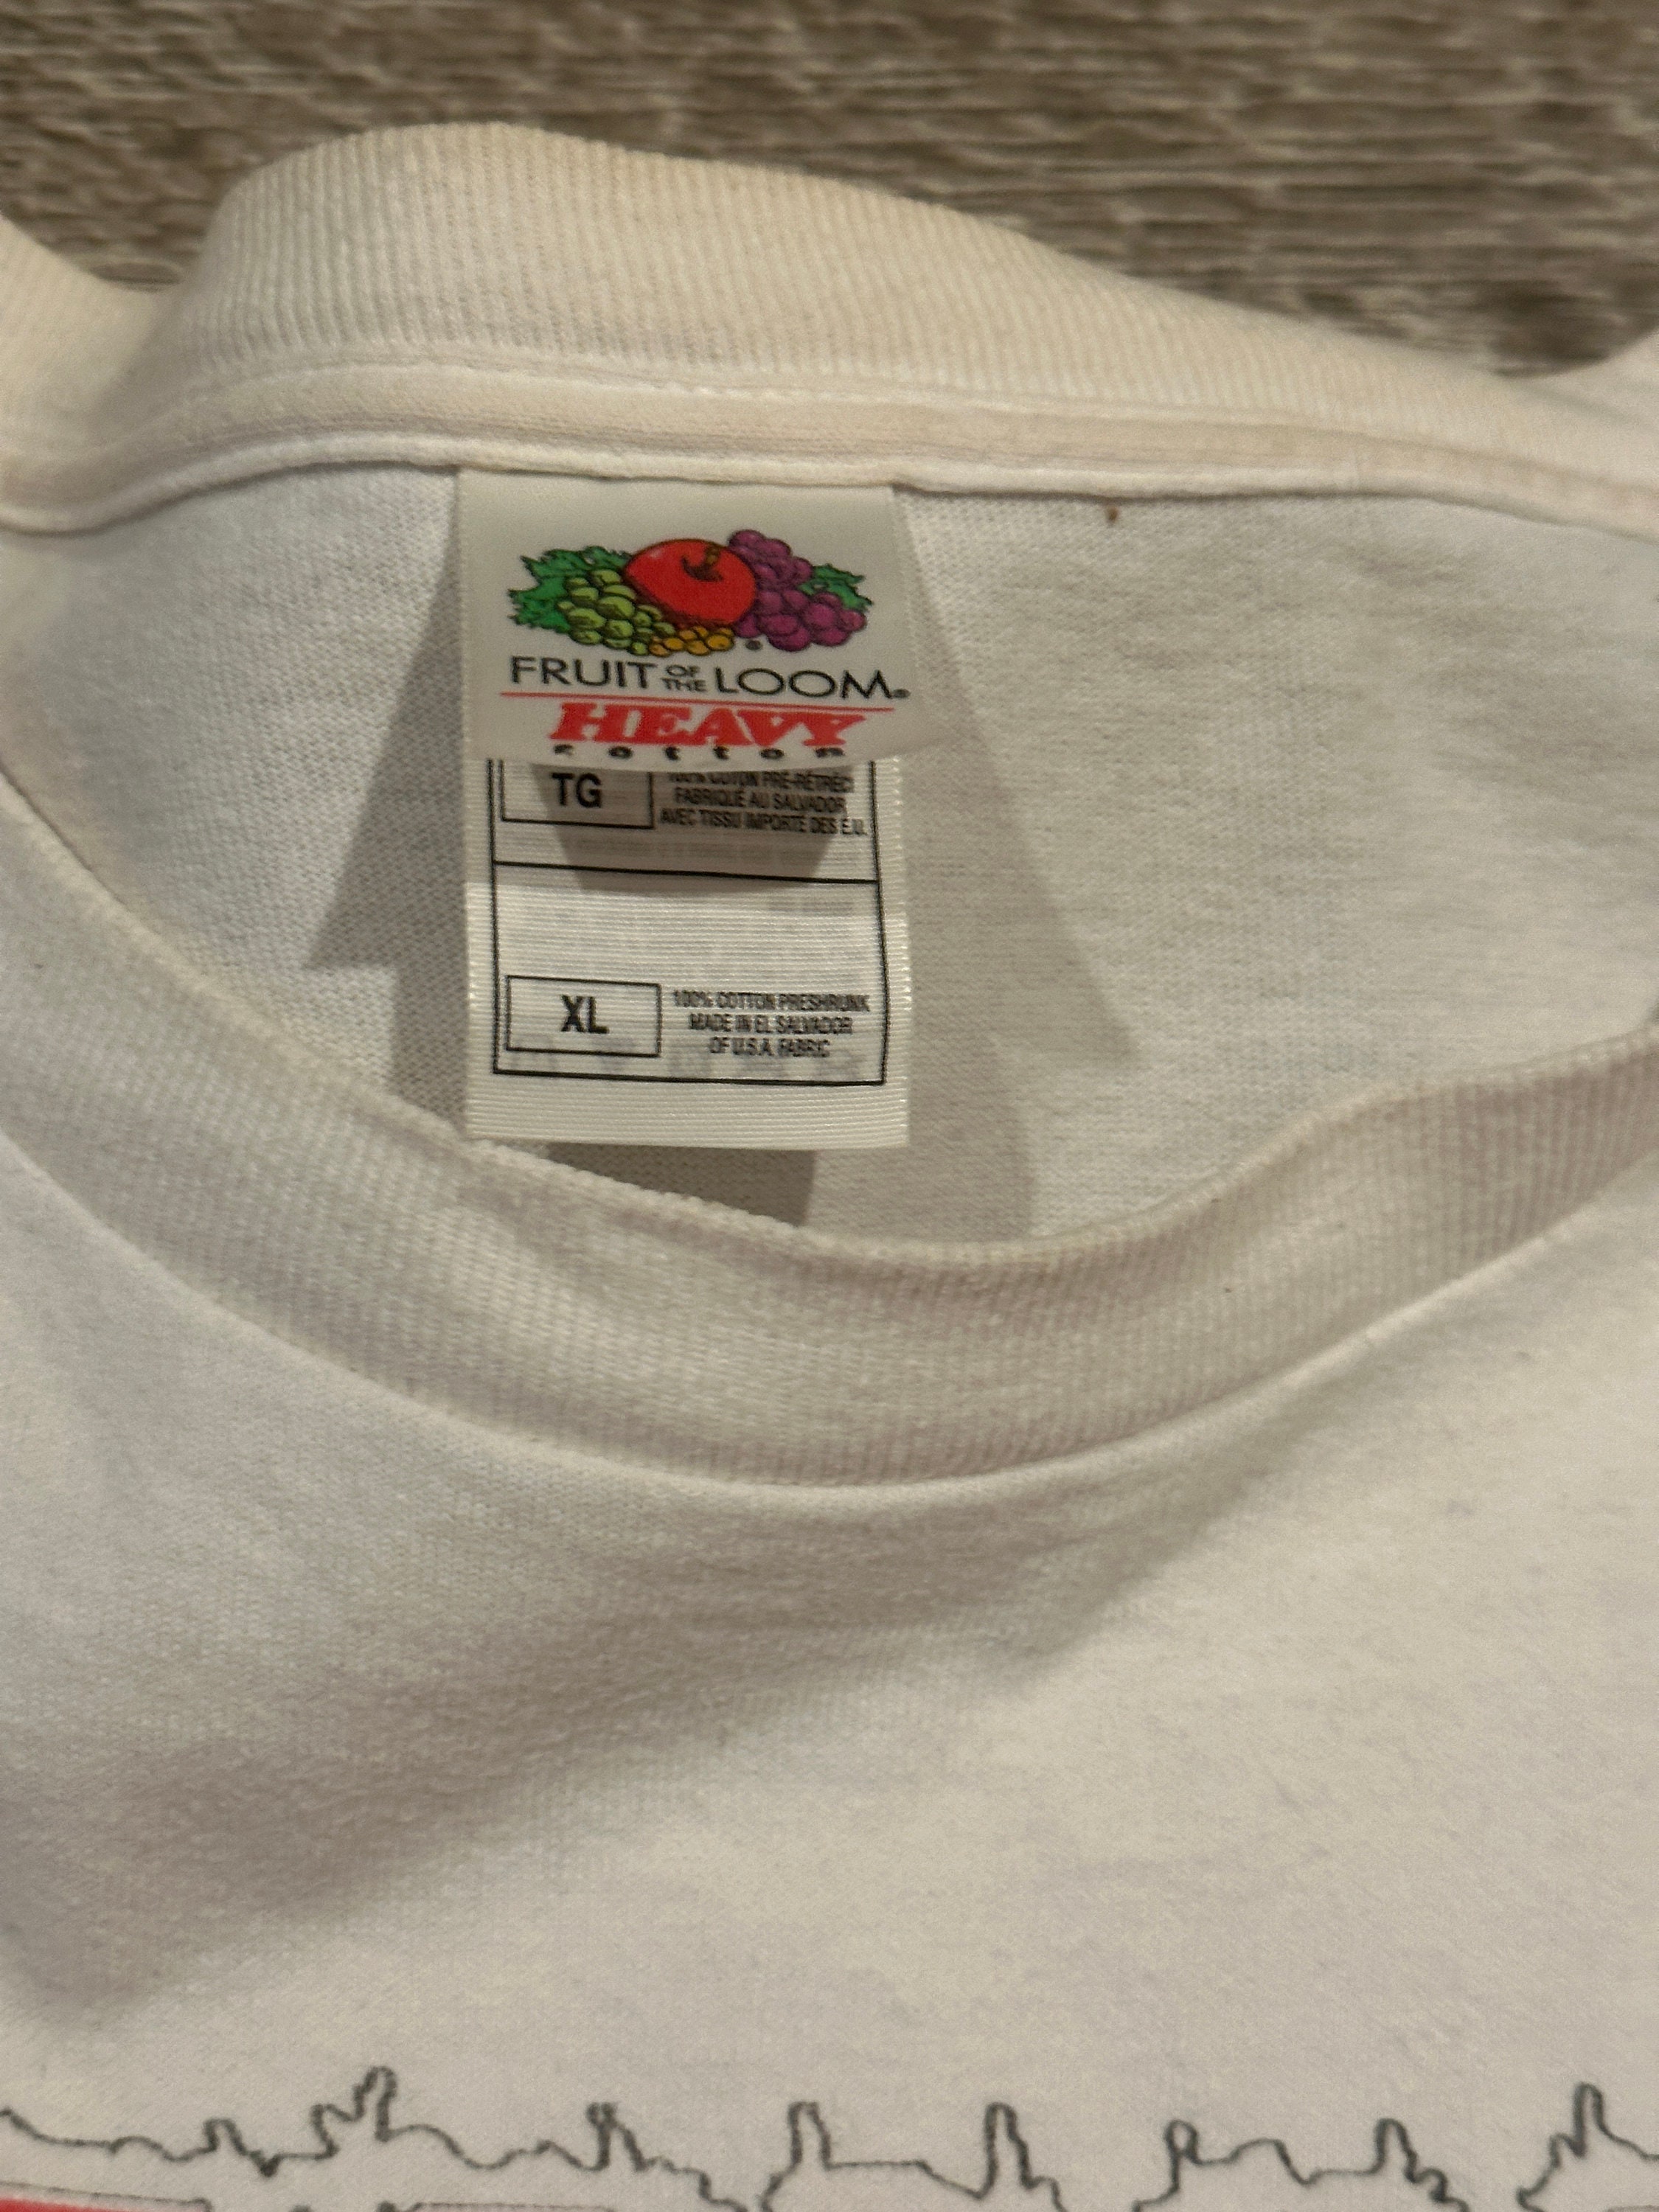 FRUIT OF THE LOOM®
HEAVY
cotton
TG
100% COTON PRÉ-RÉTRÉCI
FABRIQUÉ AU SALVADOR
AVEC TISSU IMPORTÉ DES E.U.
XL
100% COTTON PRESHRUNK
MADE IN EL SALVADOR
OF U.S.A. FABRIC